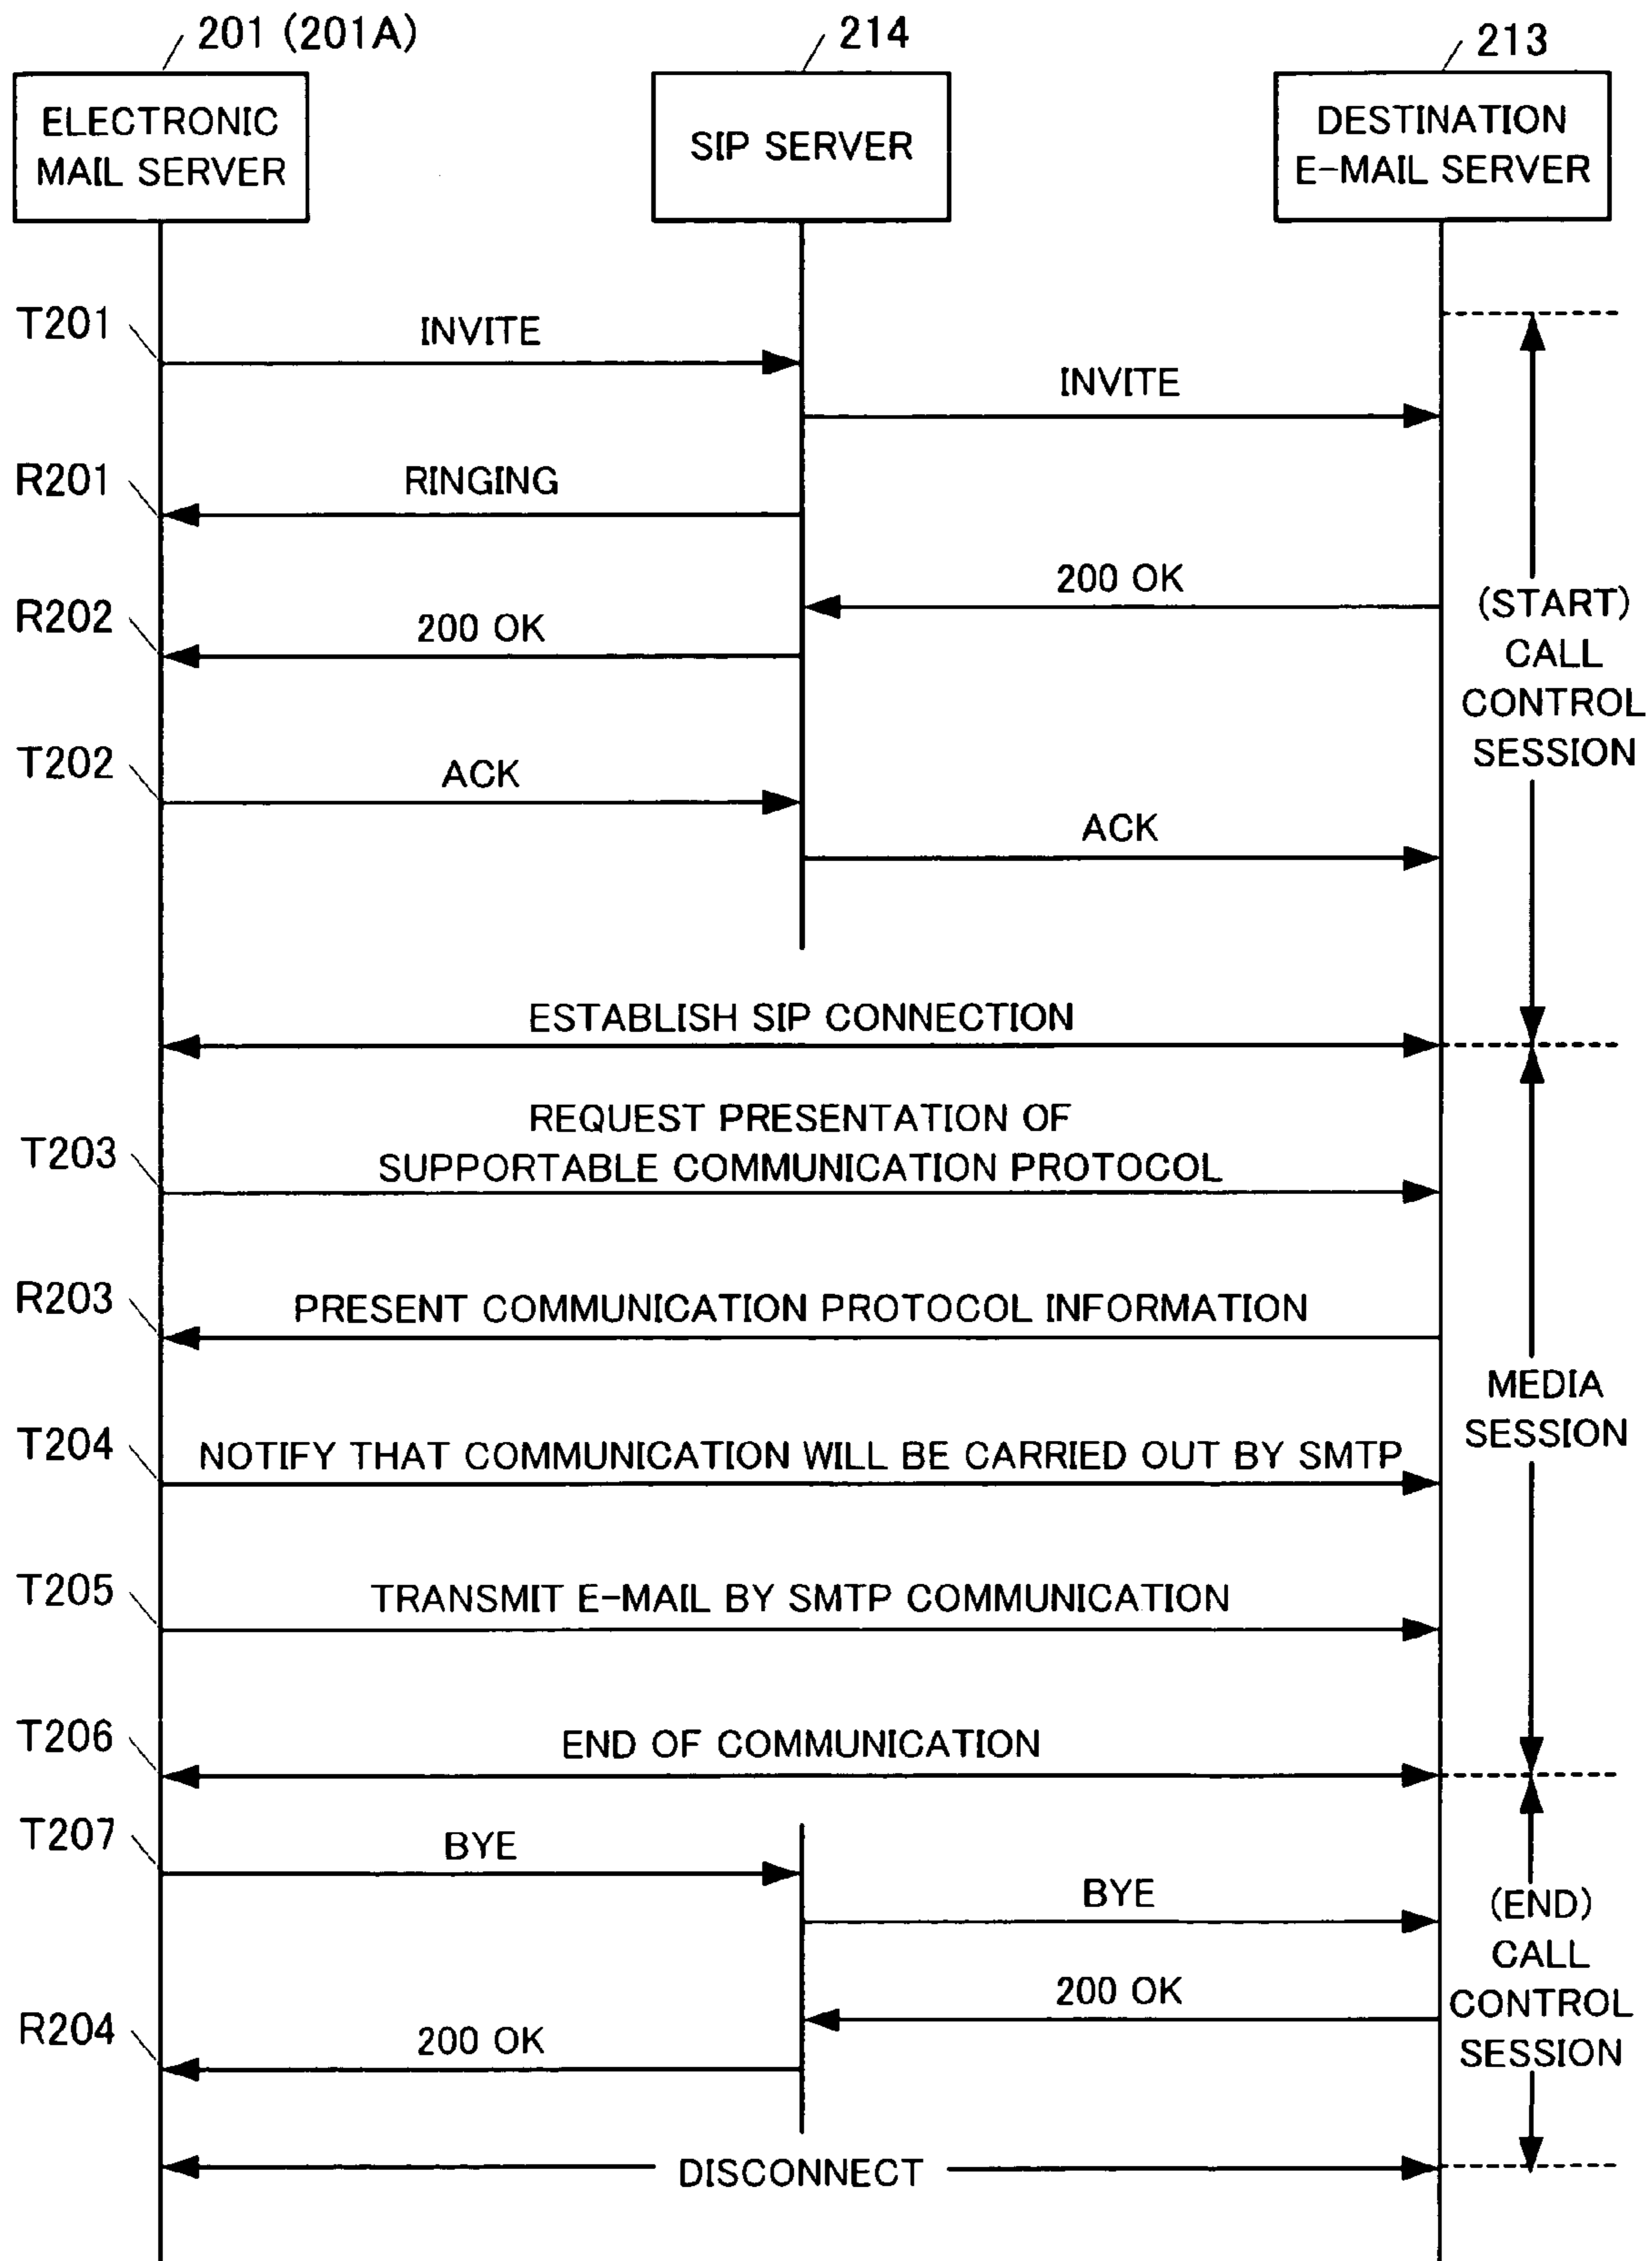 201 (201A)
214
213
ELECTRONIC
MAIL SERVER
SIP SERVER
DESTINATION
E-MAIL SERVER
T201
INVITE
INVITE
R201
RINGING
200 OK
R202
200 OK
(START)
CALL
CONTROL
SESSION
T202
ACK
ACK
ESTABLISH SIP CONNECTION
REQUEST PRESENTATION OF
T203
SUPPORTABLE COMMUNICATION PROTOCOL
R203
PRESENT COMMUNICATION PROTOCOL INFORMATION
MEDIA
SESSION
T204
NOTIFY THAT COMMUNICATION WILL BE CARRIED OUT BY SMTP
T205
TRANSMIT E-MAIL BY SMTP COMMUNICATION
T206
END OF COMMUNICATION
T207
BYE
BYE
(END)
CALL
CONTROL
SESSION
200 OK
R204
200 OK
DISCONNECT